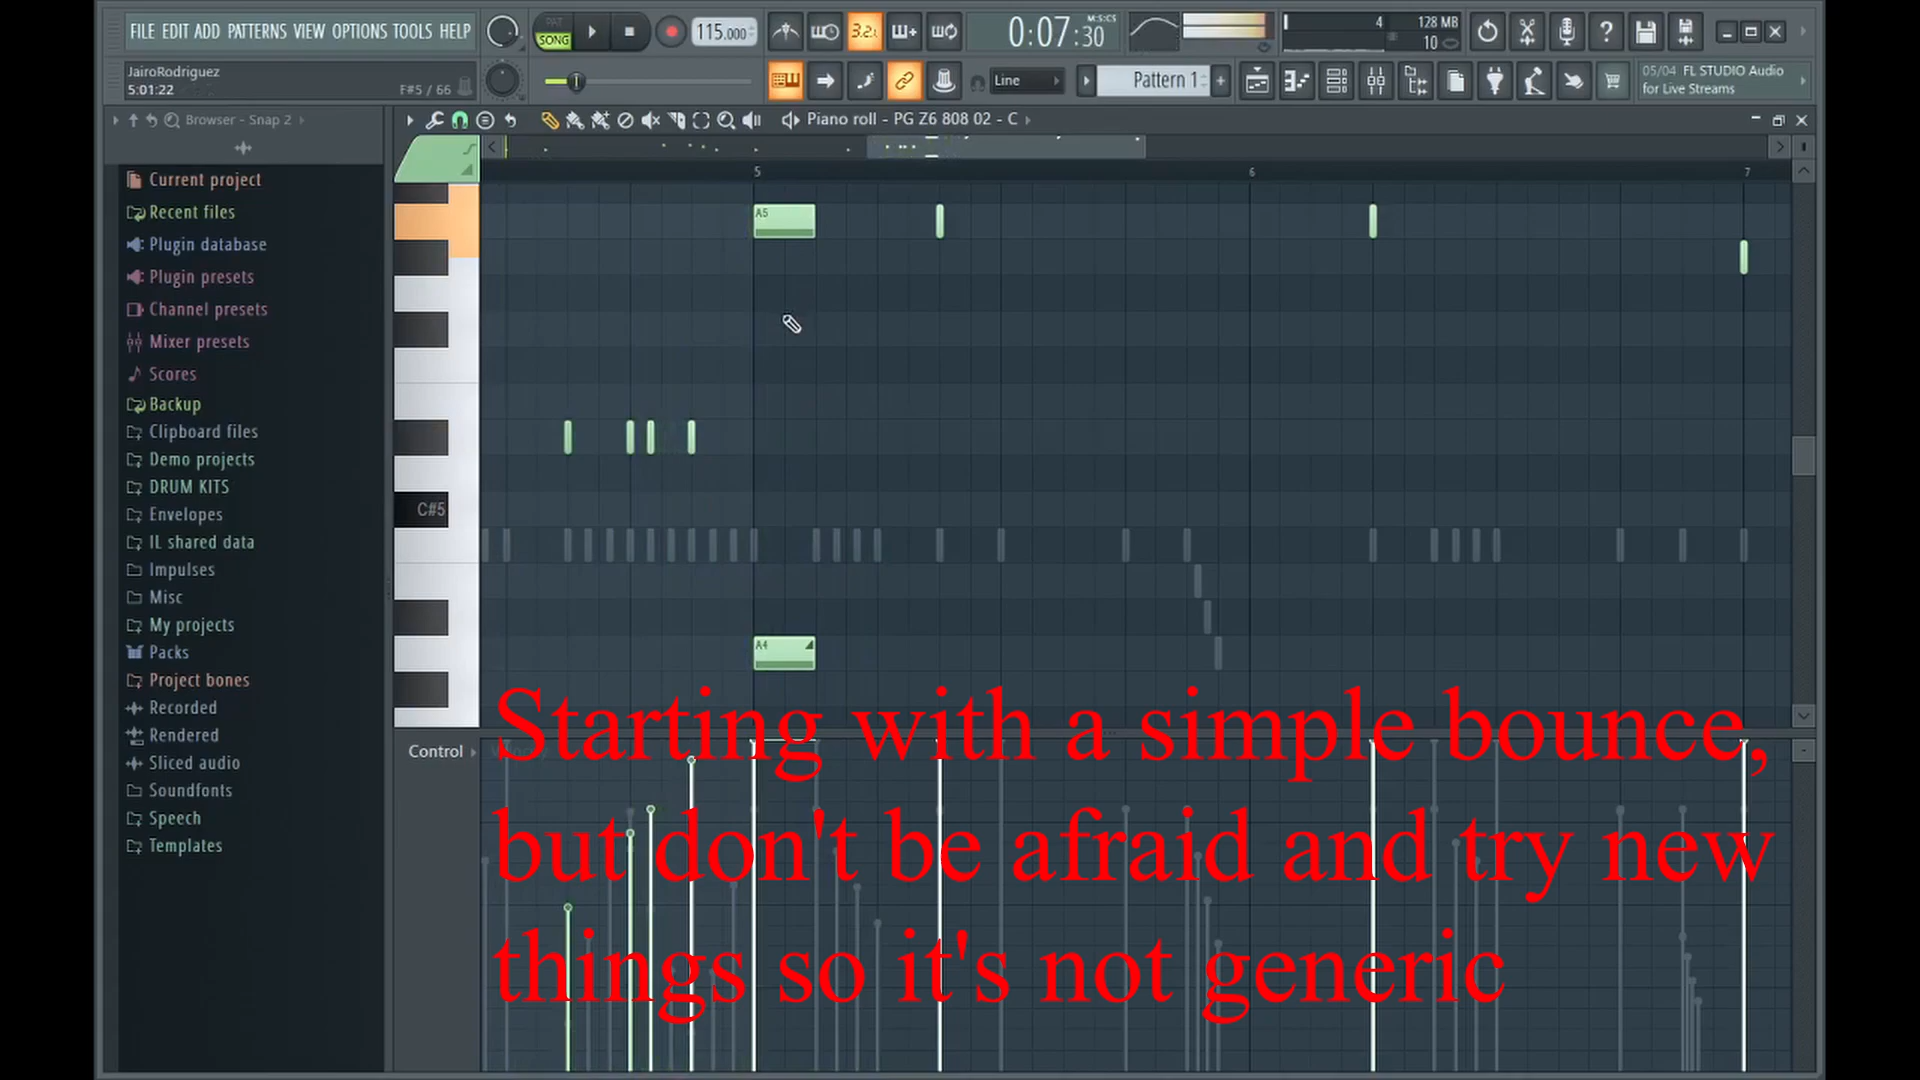 FILE EDIT ADD PATTERNS VIEW OPTIONS TOOLS HELP
PAT
SONG
115.000
3.2.
0:07:30
M:S:CS
4
128 MB
10
JairoRodriguez
5:01:22
F#5 / 66
Line
Pattern 1
05/04 FL STUDIO Audio
for Live Streams
Browser - Snap 2
Piano roll - PG Z6 808 02 - C
Current project
Recent files
Plugin database
Plugin presets
Channel presets
Mixer presets
Scores
Backup
Clipboard files
Demo projects
DRUM KITS
Envelopes
IL shared data
Impulses
Misc
My projects
Packs
Project bones
Recorded
Rendered
Sliced audio
Soundfonts
Speech
Templates
5
6
7
A5
C#5
A4
Control
Starting with a simple bounce,
but don't be afraid and try new
things so it's not generic